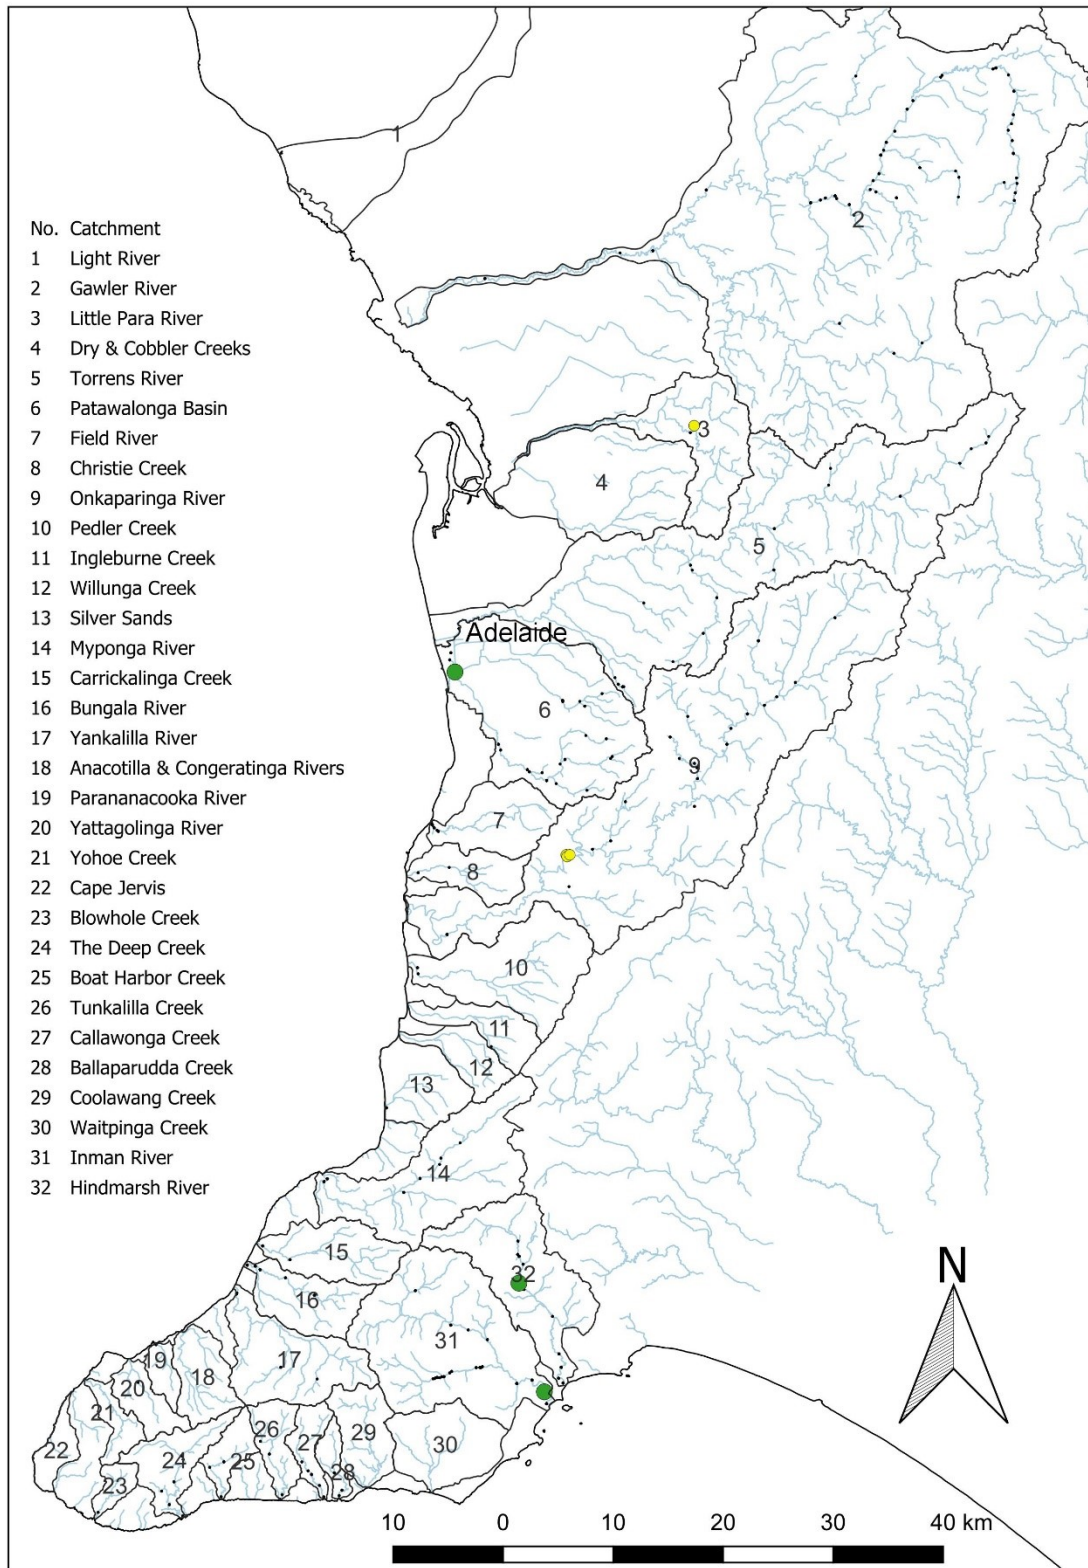 No. Catchment
1 Light River
2 Gawler River
3 Little Para River
4 Dry & Cobbler Creeks
5 Torrens River
6 Patawalonga Basin
7 Field River
8 Christie Creek
9 Onkaparinga River
10 Pedler Creek
11 Ingleburne Creek
12 Willunga Creek
13 Silver Sands
14 Myponga River
15 Carrickalinga Creek
16 Bungala River
17 Yankalilla River
18 Anacotilla & Congeratinga Rivers
19 Parananacooka River
20 Yattagolinga River
21 Yohoe Creek
22 Cape Jervis
23 Blowhole Creek
24 The Deep Creek
25 Boat Harbor Creek
26 Tunkalilla Creek
27 Callawonga Creek
28 Ballaparudda Creek
29 Coolawang Creek
30 Waitpinga Creek
31 Inman River
32 Hindmarsh River
1
2
3
4
5
Adelaide
6
9
7
8
10
11
12
13
14
15
32
16
31
17
19
18
20
21
22
23
24
25
26
27
28
29
30
N
10 0 10 20 30 40 km